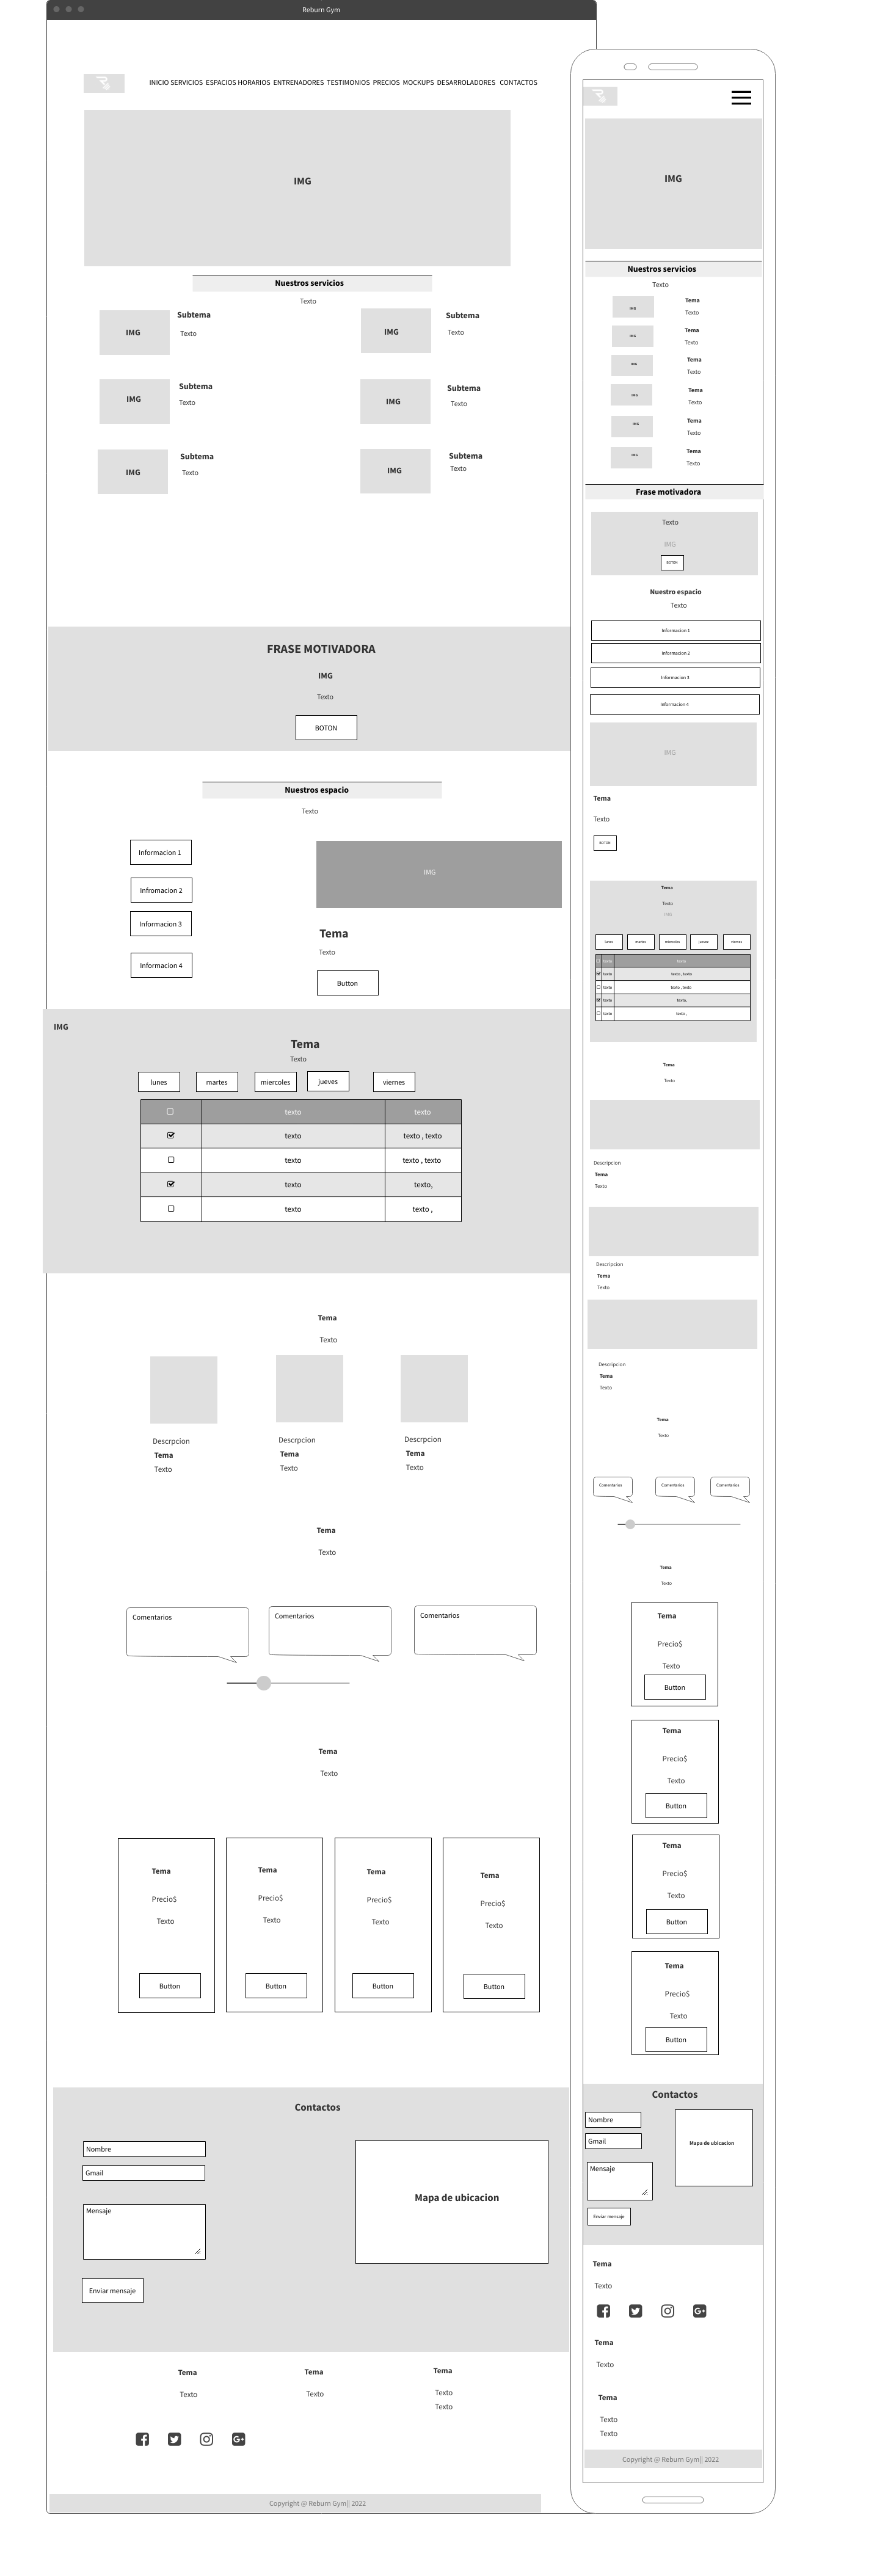 Reburn Gym
INICIO SERVICIOS ESPACIOS HORARIOS ENTRENADORES TESTIMONIOS PRECIOS MOCKUPS DESARROLADORES CONTACTOS
IMG
Nuestros servicios
Texto
IMG
Subtema
Texto
IMG
Subtema
Texto
IMG
Subtema
Texto
IMG
Subtema
Texto
IMG
Subtema
Texto
IMG
Subtema
Texto
FRASE MOTIVADORA
IMG
Texto
BOTON
Nuestros espacio
Texto
Informacion 1
Infromacion 2
Informacion 3
Informacion 4
IMG
Tema
Texto
Button
IMG
Tema
Texto
lunes martes miercoles jueves viernes
texto texto
texto texto , texto
texto texto , texto
texto texto,
texto texto ,
Tema
Texto
Descrpcion
Tema
Texto
Descrpcion
Tema
Texto
Descrpcion
Tema
Texto
Tema
Texto
Comentarios
Comentarios
Comentarios
Tema
Texto
Tema
Precio$
Texto
Button
Tema
Precio$
Texto
Button
Tema
Precio$
Texto
Button
Tema
Precio$
Texto
Button
Contactos
Nombre
Gmail
Mensaje
Enviar mensaje
Mapa de ubicacion
Tema
Texto
Tema
Texto
Tema
Texto
Texto
Copyright @ Reburn Gym|| 2022
IMG
Nuestros servicios
Texto
IMG
Tema
Texto
IMG
Tema
Texto
IMG
Tema
Texto
IMG
Tema
Texto
IMG
Tema
Texto
IMG
Tema
Texto
Frase motivadora
Texto
IMG
BOTON
Nuestro espacio
Texto
Informacion 1
Informacion 2
Informacion 3
Informacion 4
IMG
Tema
Texto
BOTON
Tema
Texto
IMG
lunes martes miercoles jueves viernes
texto texto
texto texto , texto
texto texto , texto
texto texto,
texto texto ,
Tema
Texto
Descripcion
Tema
Texto
Descripcion
Tema
Texto
Descripcion
Tema
Texto
Tema
Texto
Comentarios
Comentarios
Comentarios
Tema
Texto
Tema
Precio$
Texto
Button
Tema
Precio$
Texto
Button
Tema
Precio$
Texto
Button
Tema
Precio$
Texto
Button
Contactos
Nombre
Gmail
Mensaje
Enviar mensaje
Mapa de ubicacion
Tema
Texto
Tema
Texto
Tema
Texto
Texto
Copyright @ Reburn Gym|| 2022